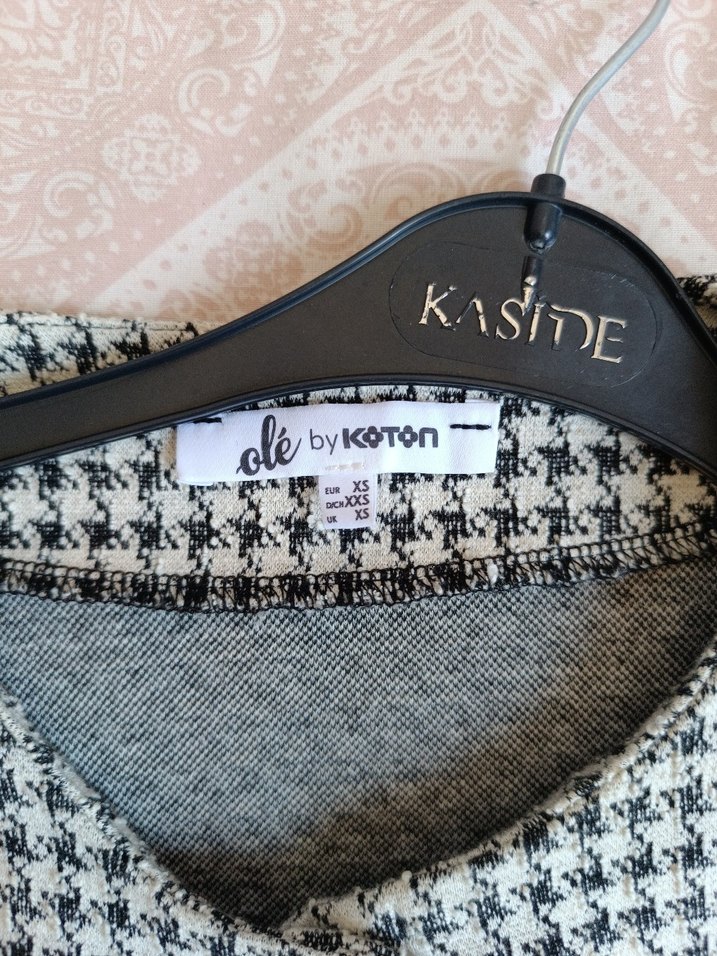 KASIDE
olé by KOTON
EUR XS
D/CH XXS
UK XS